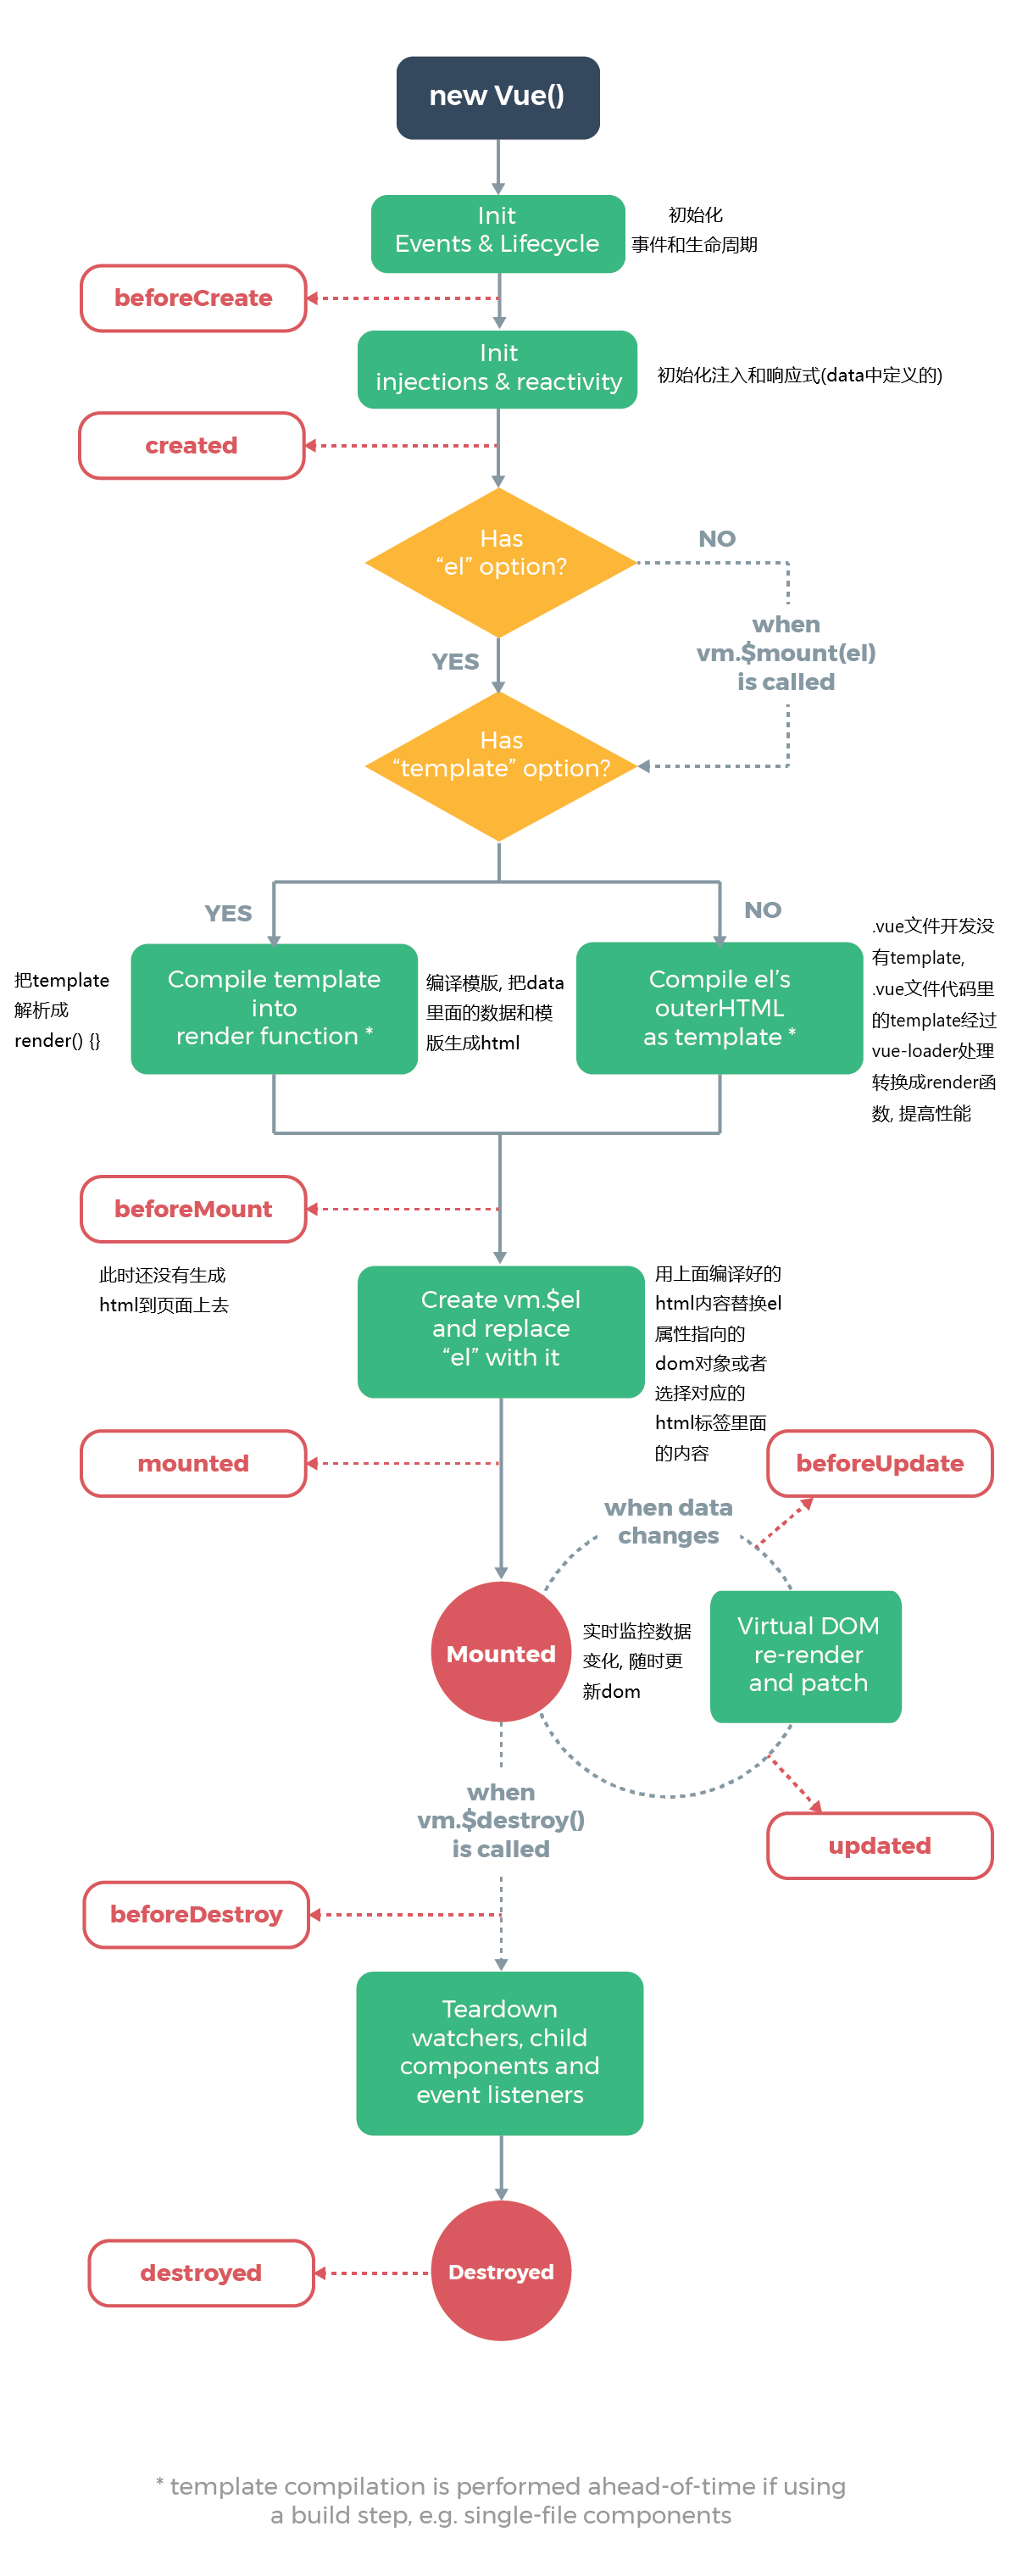 new Vue()
Init
Events & Lifecycle
初始化
事件和生命周期
beforeCreate
Init
injections & reactivity
初始化注入和响应式(data中定义的)
created
Has
“el” option?
NO
when
vm.$mount(el)
is called
YES
Has
“template” option?
YES
NO
把template
解析成
render() {}
Compile template
into
render function *
编译模版, 把data
里面的数据和模
版生成html
Compile el’s
outerHTML
as template *
.vue文件开发没
有template,
.vue文件代码里
的template经过
vue-loader处理
转换成render函
数, 提高性能
beforeMount
此时还没有生成
html到页面上去
Create vm.$el
and replace
“el” with it
用上面编译好的
html内容替换el
属性指向的
dom对象或者
选择对应的
html标签里面
的内容
mounted
beforeUpdate
when data
changes
Mounted
实时监控数据
变化, 随时更
新dom
Virtual DOM
re-render
and patch
when
vm.$destroy()
is called
updated
beforeDestroy
Teardown
watchers, child
components and
event listeners
destroyed
Destroyed
* template compilation is performed ahead-of-time if using
a build step, e.g. single-file components